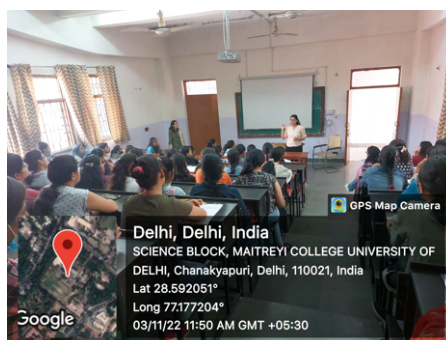 GPS Map Camera
Delhi, Delhi, India
SCIENCE BLOCK, MAITREYI COLLEGE UNIVERSITY OF
DELHI, Chanakyapuri, Delhi, 110021, India
Lat 28.592051°
Long 77.177204°
03/11/22 11:50 AM GMT +05:30
Google